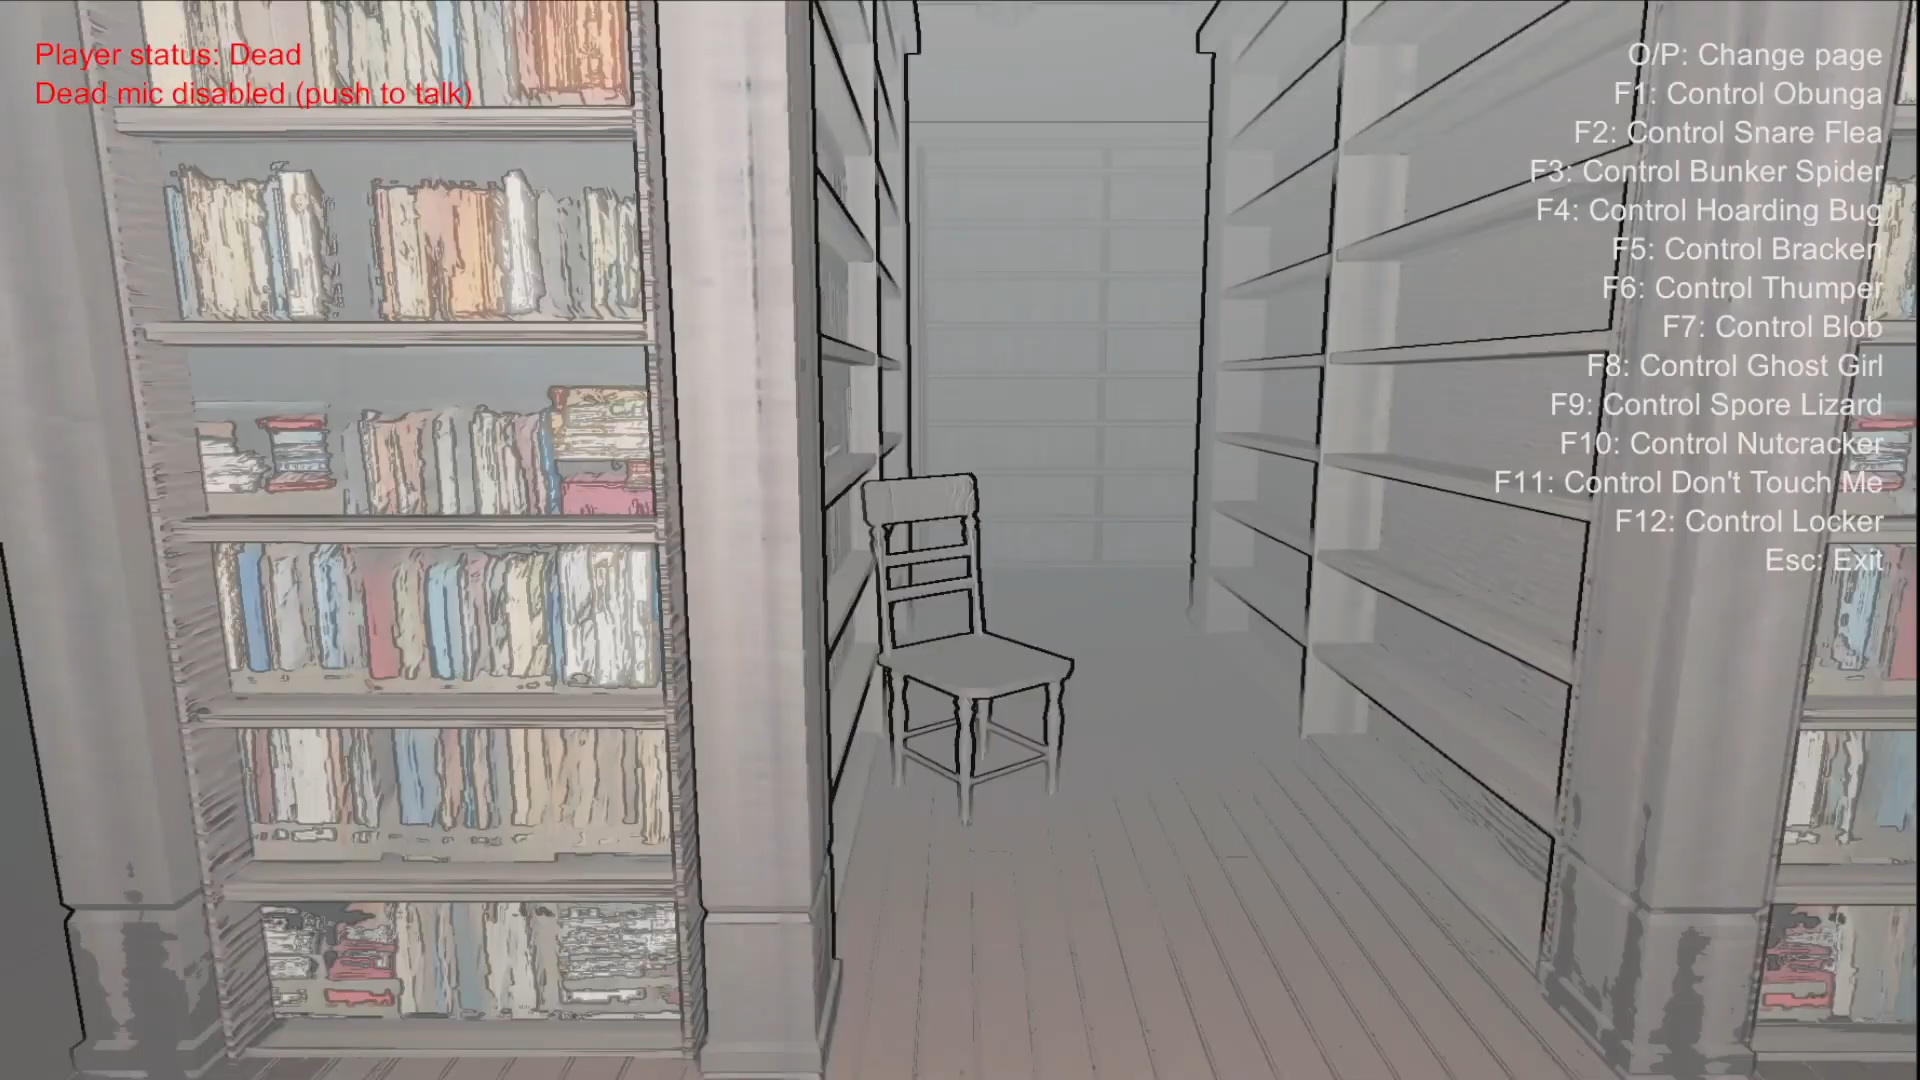 Player status: Dead
Dead mic disabled (push to talk)
O/P: Change page
F1: Control Obunga
F2: Control Snare Flea
F3: Control Bunker Spider
F4: Control Hoarding Bug
F5: Control Bracken
F6: Control Thumper
F7: Control Blob
F8: Control Ghost Girl
F9: Control Spore Lizard
F10: Control Nutcracker
F11: Control Don't Touch Me
F12: Control Locker
Esc: Exit